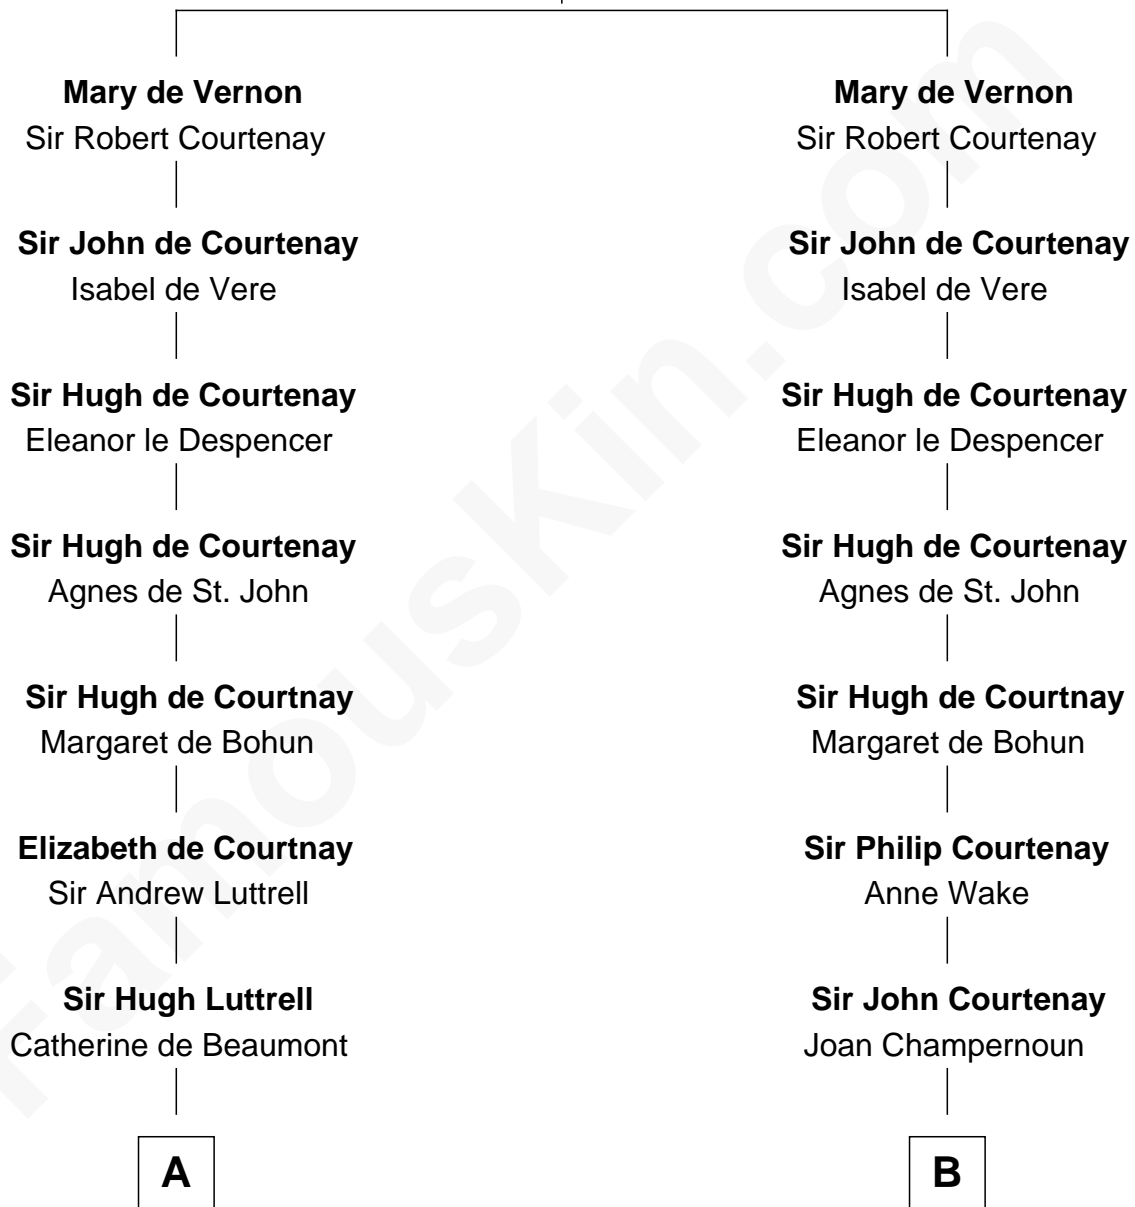 Mary de Vernon
Sir Robert Courtenay
Sir John de Courtenay
Isabel de Vere
Sir Hugh de Courtenay
Eleanor le Despencer
Sir Hugh de Courtenay
Agnes de St. John
Sir Hugh de Courtnay
Margaret de Bohun
Elizabeth de Courtnay
Sir Andrew Luttrell
Sir Hugh Luttrell
Catherine de Beaumont
A
Mary de Vernon
Sir Robert Courtenay
Sir John de Courtenay
Isabel de Vere
Sir Hugh de Courtenay
Eleanor le Despencer
Sir Hugh de Courtenay
Agnes de St. John
Sir Hugh de Courtnay
Margaret de Bohun
Sir Philip Courtenay
Anne Wake
Sir John Courtenay
Joan Champernoun
B
FamousKin.com